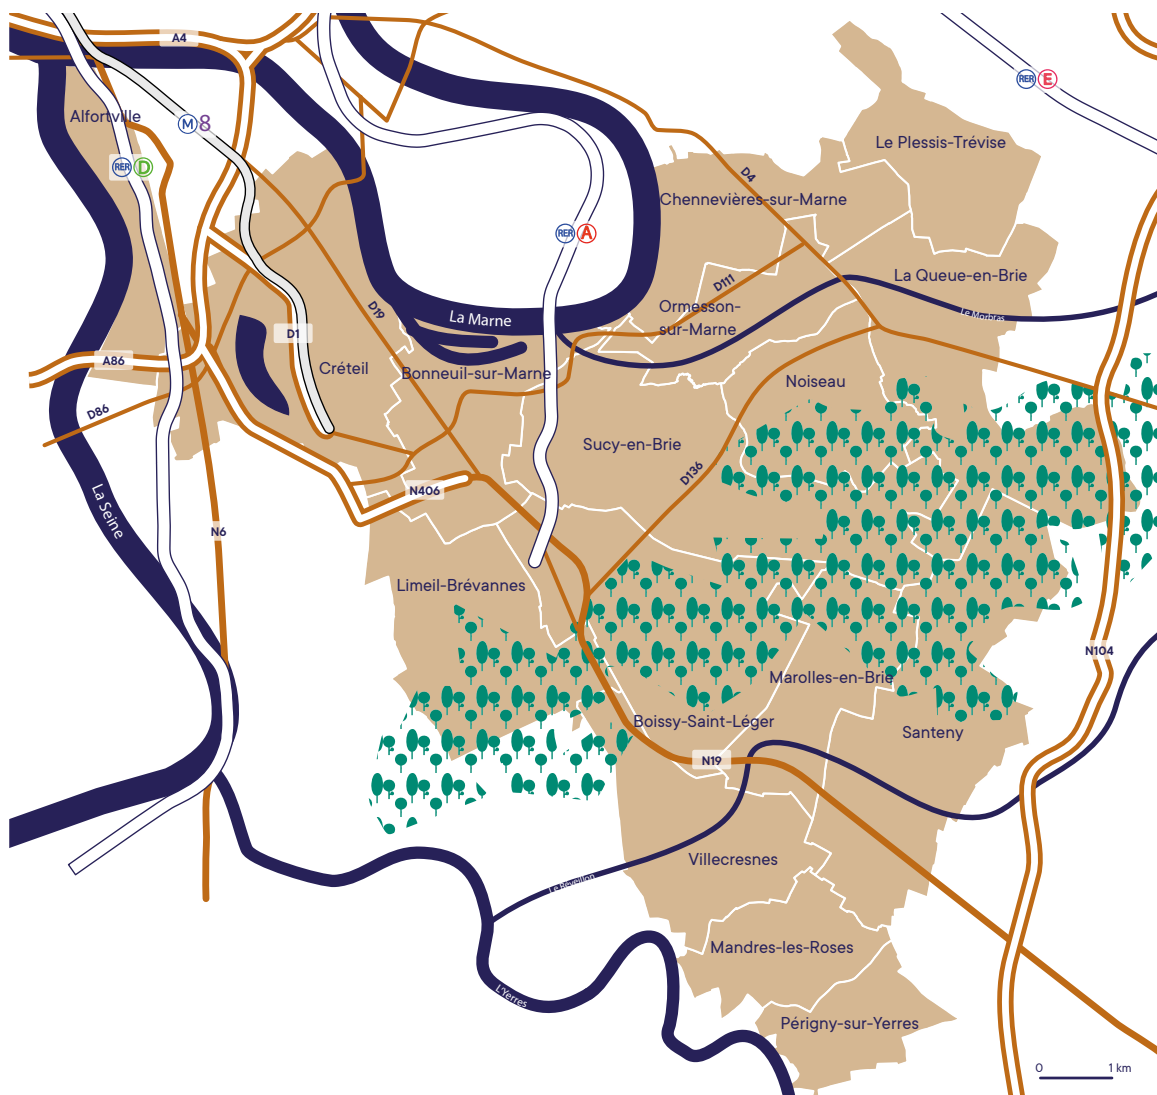 A4
RER E
Alfortville
M 8
Le Plessis-Trévise
RER D
D4
Chennevières-sur-Marne
RER A
La Queue-en-Brie
D111
Ormesson-
sur-Marne
D19
La Marne
Le Morbras
D1
A86
Créteil
Bonneuil-sur-Marne
Noiseau
D86
Sucy-en-Brie
D136
N406
La Seine
N6
Limeil-Brévannes
N104
Marolles-en-Brie
Boissy-Saint-Léger
Santeny
N19
Villecresnes
Le Réveillon
Mandres-les-Roses
L'Yerres
Périgny-sur-Yerres
0 1 km